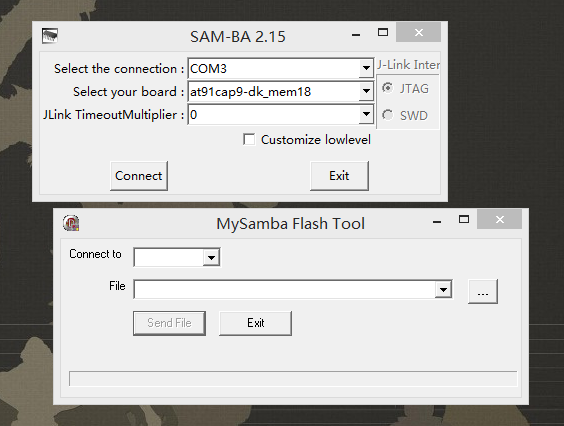 SAM-BA 2.15
Select the connection : COM3
J-Link Inter
Select your board : at91cap9-dk_mem18
JTAG
JLink TimeoutMultiplier : 0
SWD
Customize lowlevel
Connect
Exit
MySamba Flash Tool
Connect to
File
...
Send File
Exit